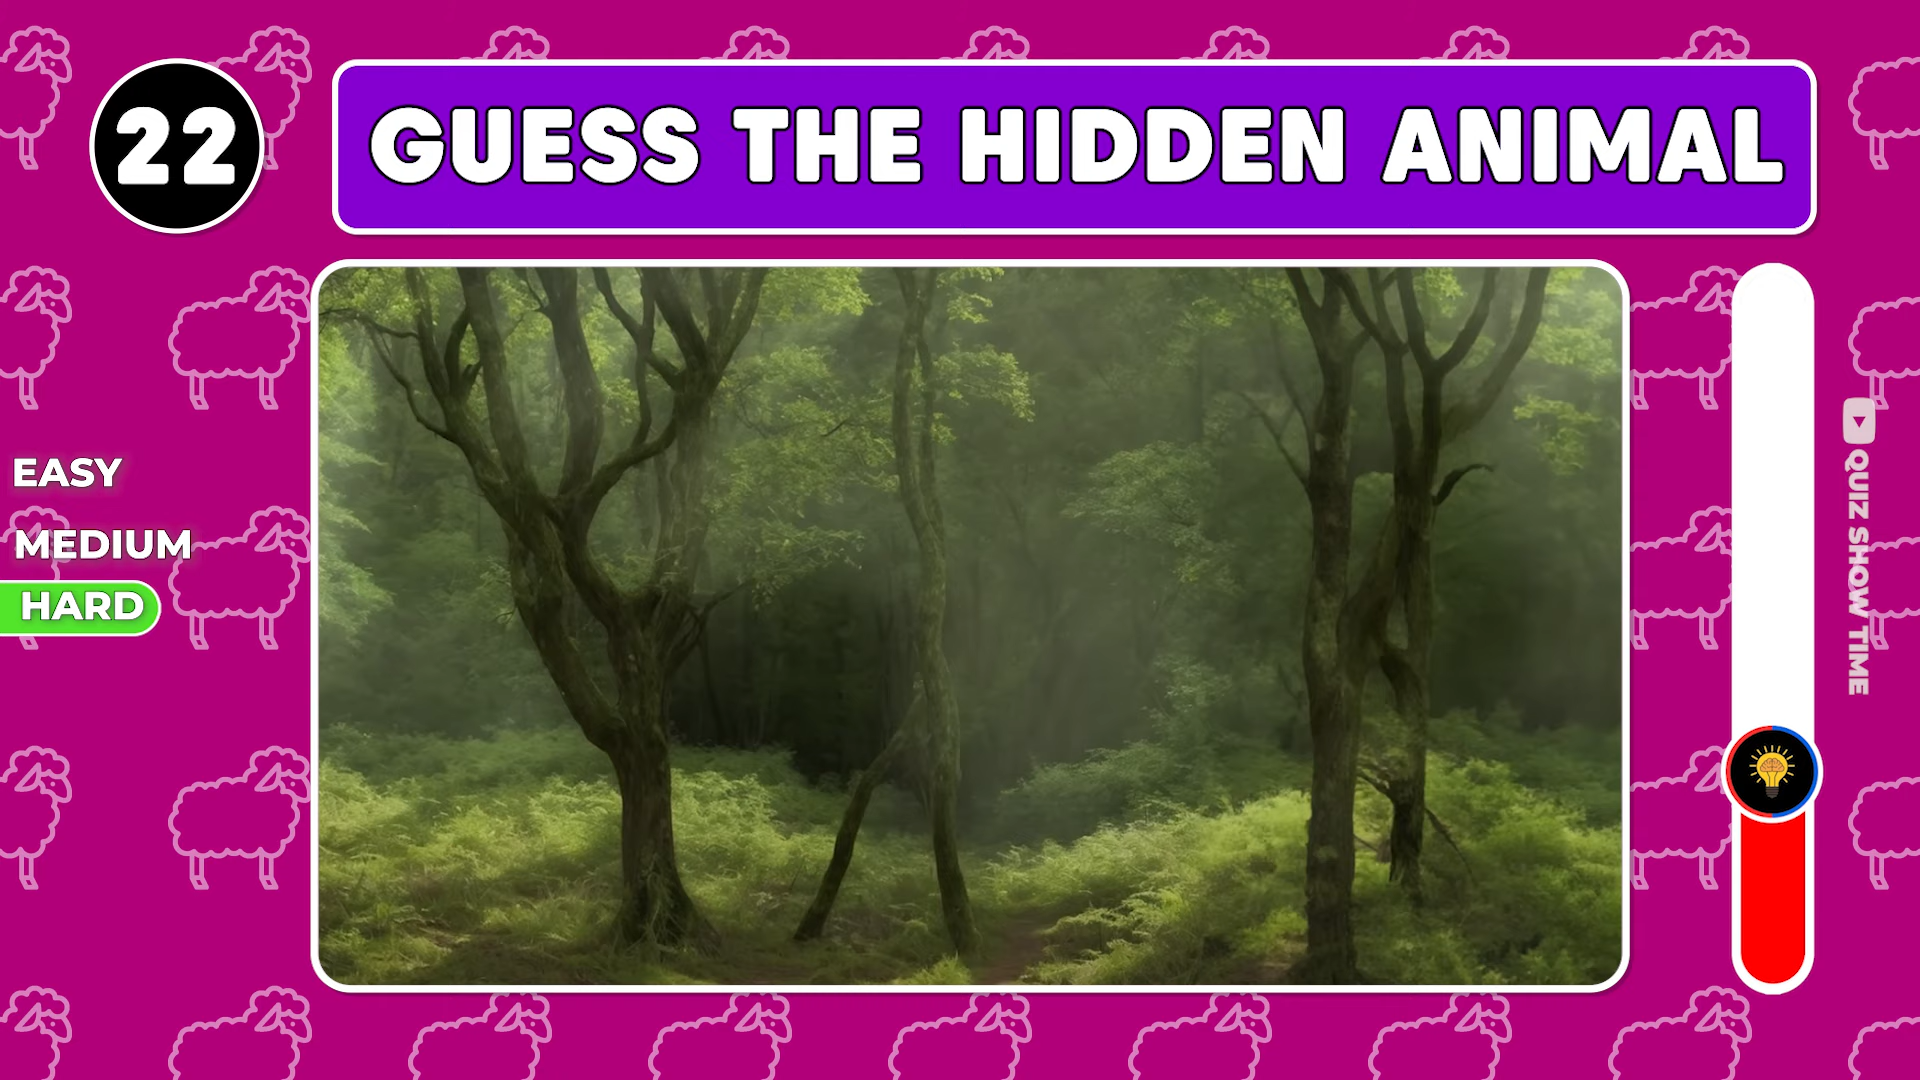 22
GUESS THE HIDDEN ANIMAL
EASY
MEDIUM
HARD
QUIZ SHOW TIME